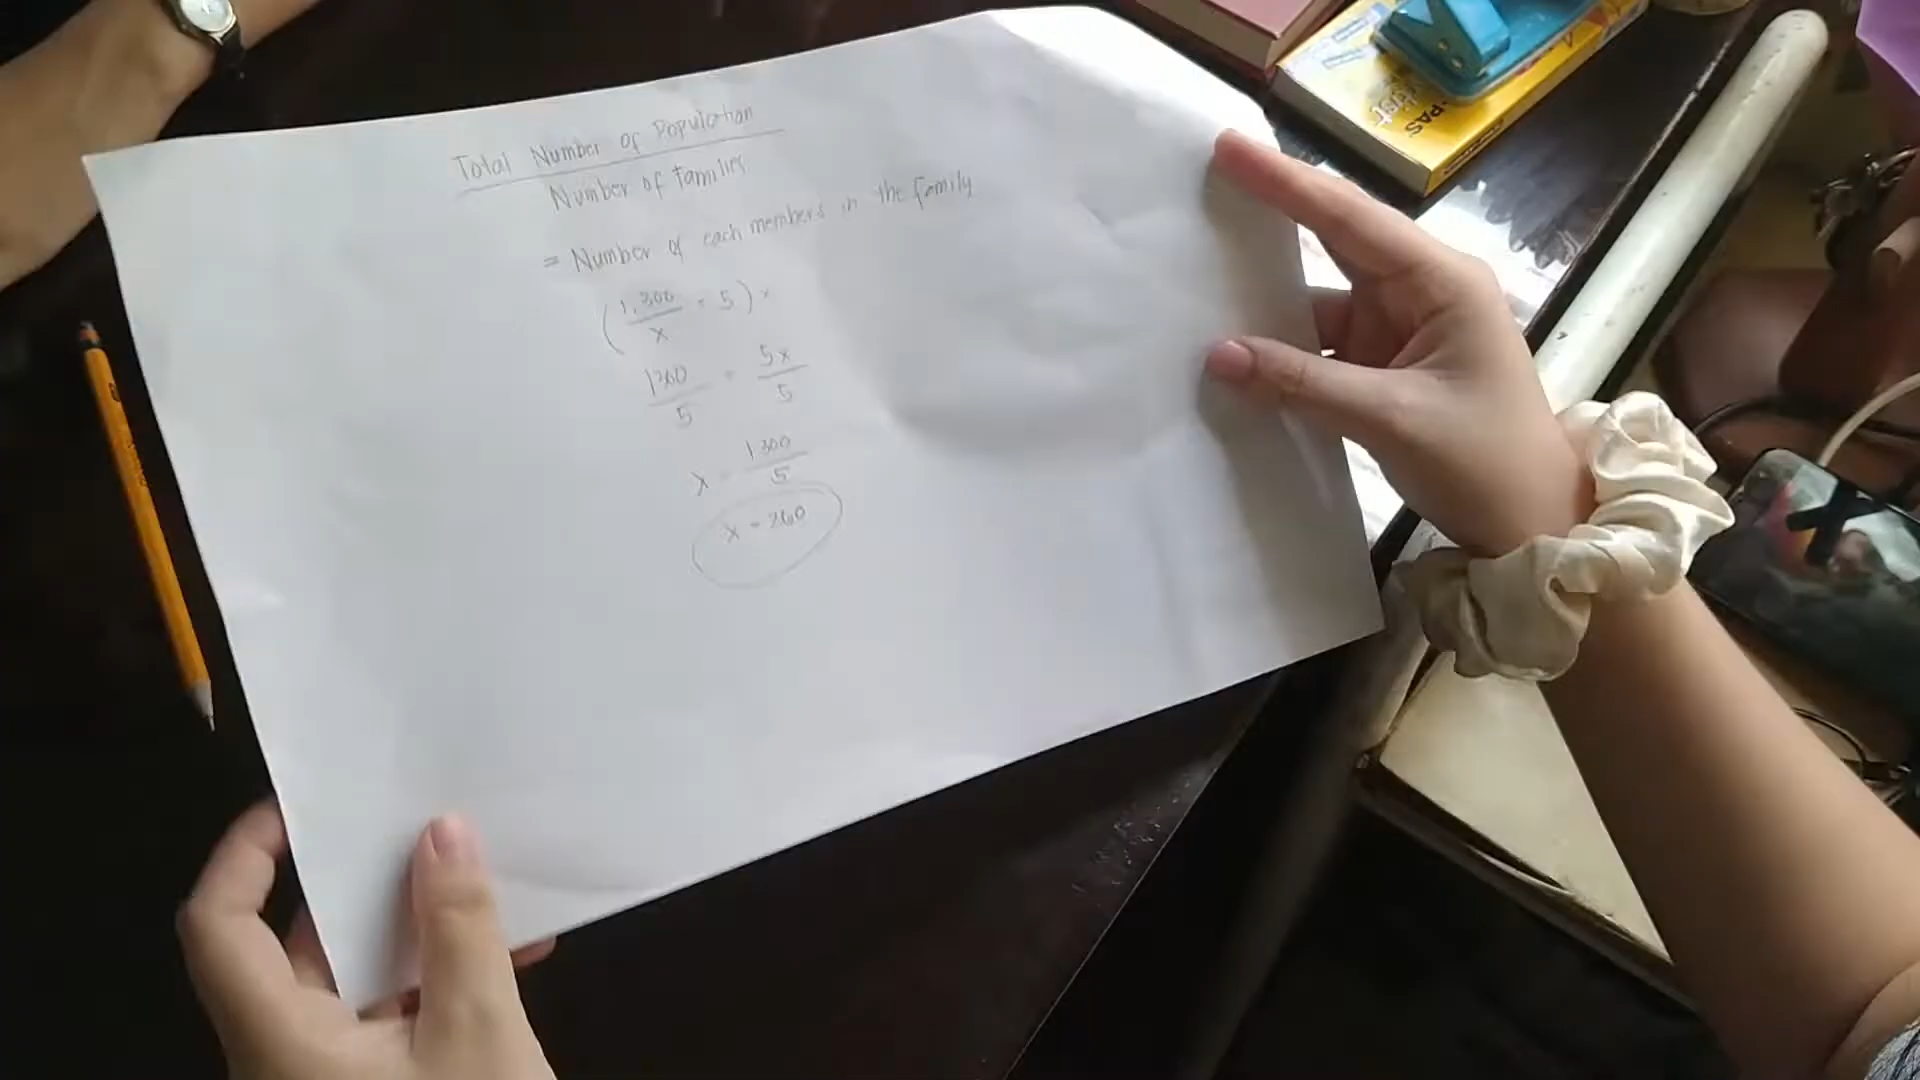 Total Number of Population
Number of Families
= Number of each members in the family
(1,300/x = 5) x
1300/5 = 5x/5
x = 1300/5
x = 260
-PAS